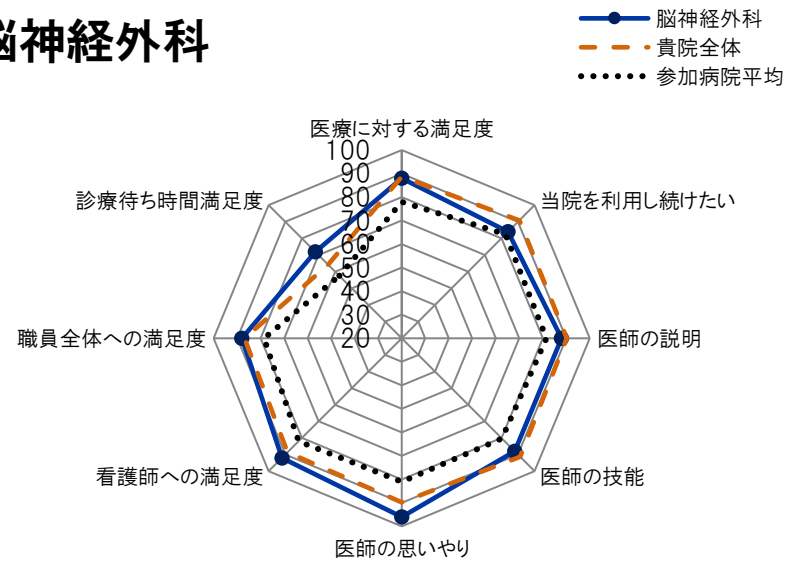 脳神経外科
脳神経外科
貴院全体
参加病院平均
医療に対する満足度
100
90
80
70
60
50
40
30
20
当院を利用し続けたい
医師の説明
医師の技能
医師の思いやり
看護師への満足度
職員全体への満足度
診療待ち時間満足度